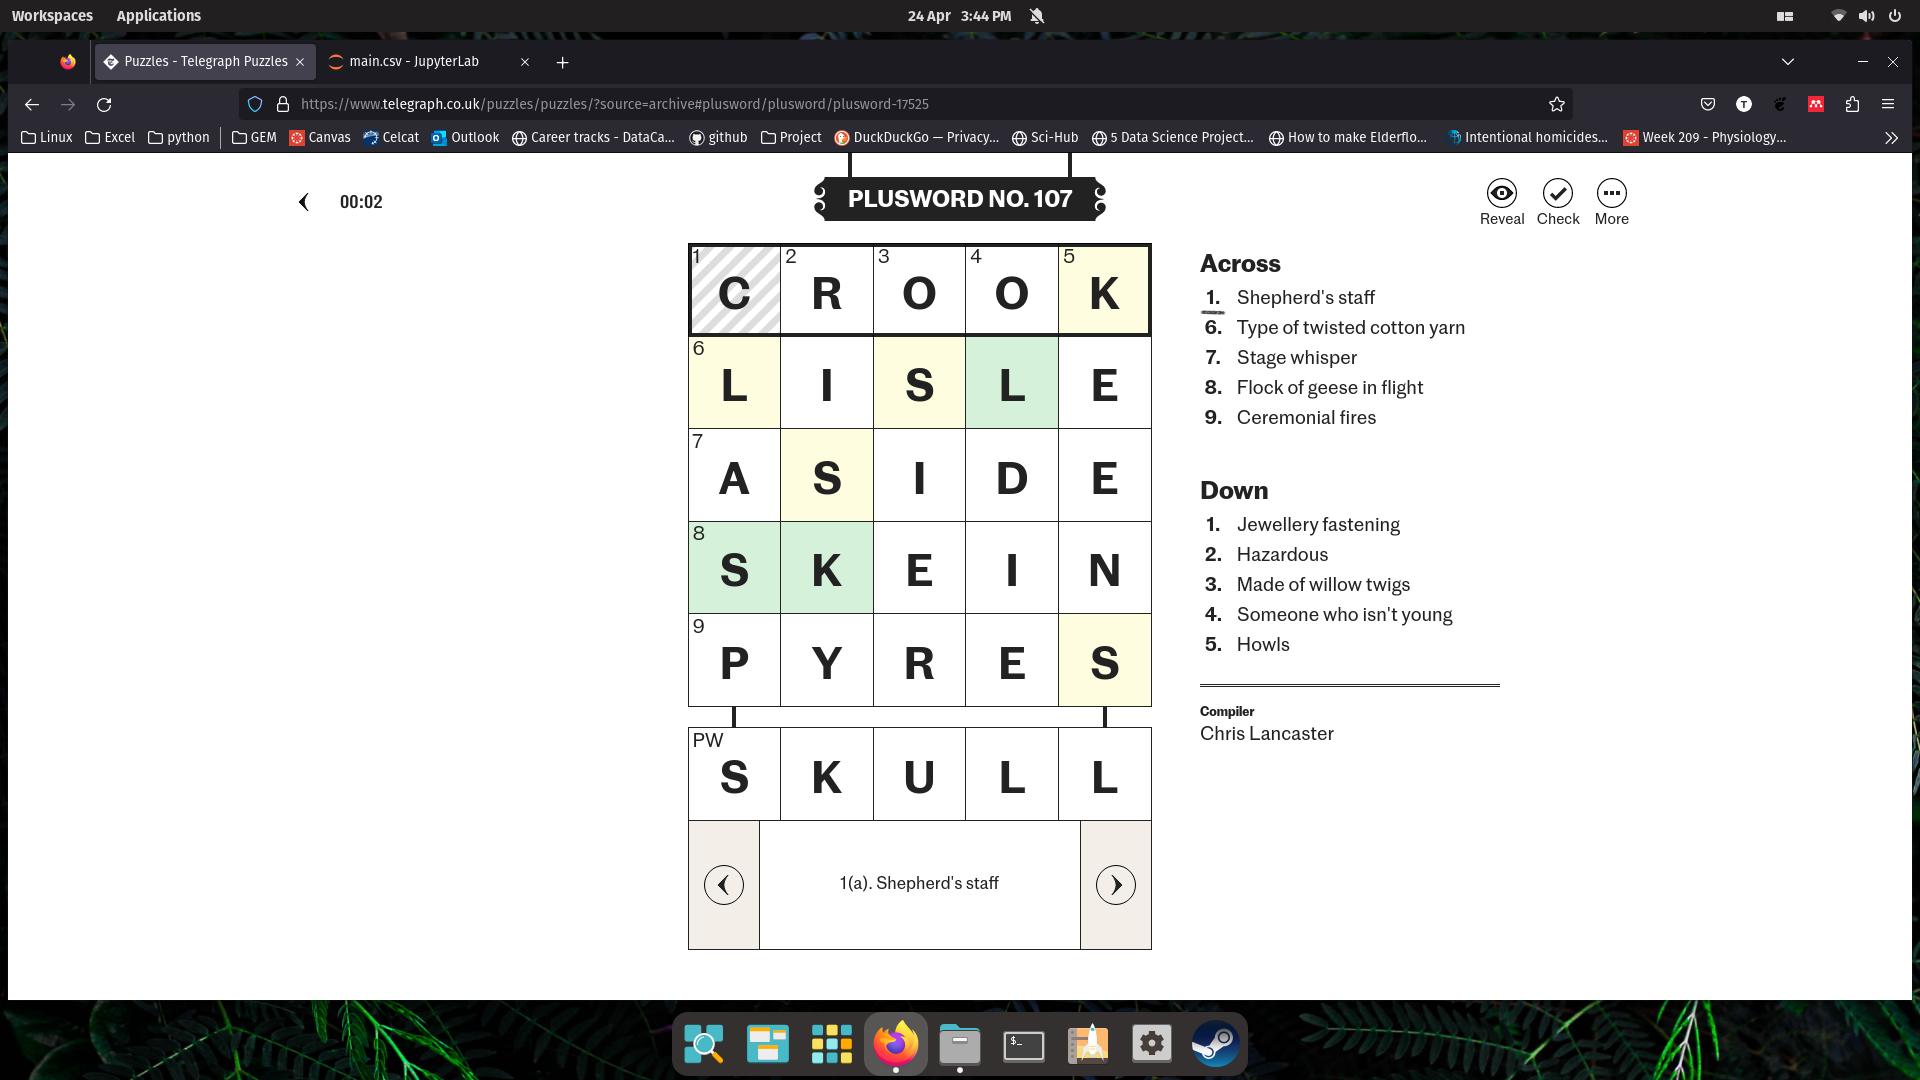 Workspaces Applications 24 Apr 3:44 PM
Puzzles - Telegraph Puzzles main.csv - JupyterLab
https://www.telegraph.co.uk/puzzles/puzzles/?source=archive#plusword/plusword/plusword-17525
Linux Excel python GEM Canvas Celcat Outlook Career tracks - DataCa... github Project DuckDuckGo — Privacy... Sci-Hub 5 Data Science Project... How to make Elderflo... Intentional homicides... Week 209 - Physiology...
00:02
PLUSWORD NO. 107
Reveal Check More
1 C 2 R 3 O 4 O 5 K
6 L I S L E
7 A S I D E
8 S K E I N
9 P Y R E S
PW S K U L L
1(a). Shepherd's staff
Across
1. Shepherd's staff
6. Type of twisted cotton yarn
7. Stage whisper
8. Flock of geese in flight
9. Ceremonial fires
Down
1. Jewellery fastening
2. Hazardous
3. Made of willow twigs
4. Someone who isn't young
5. Howls
Compiler
Chris Lancaster
$_